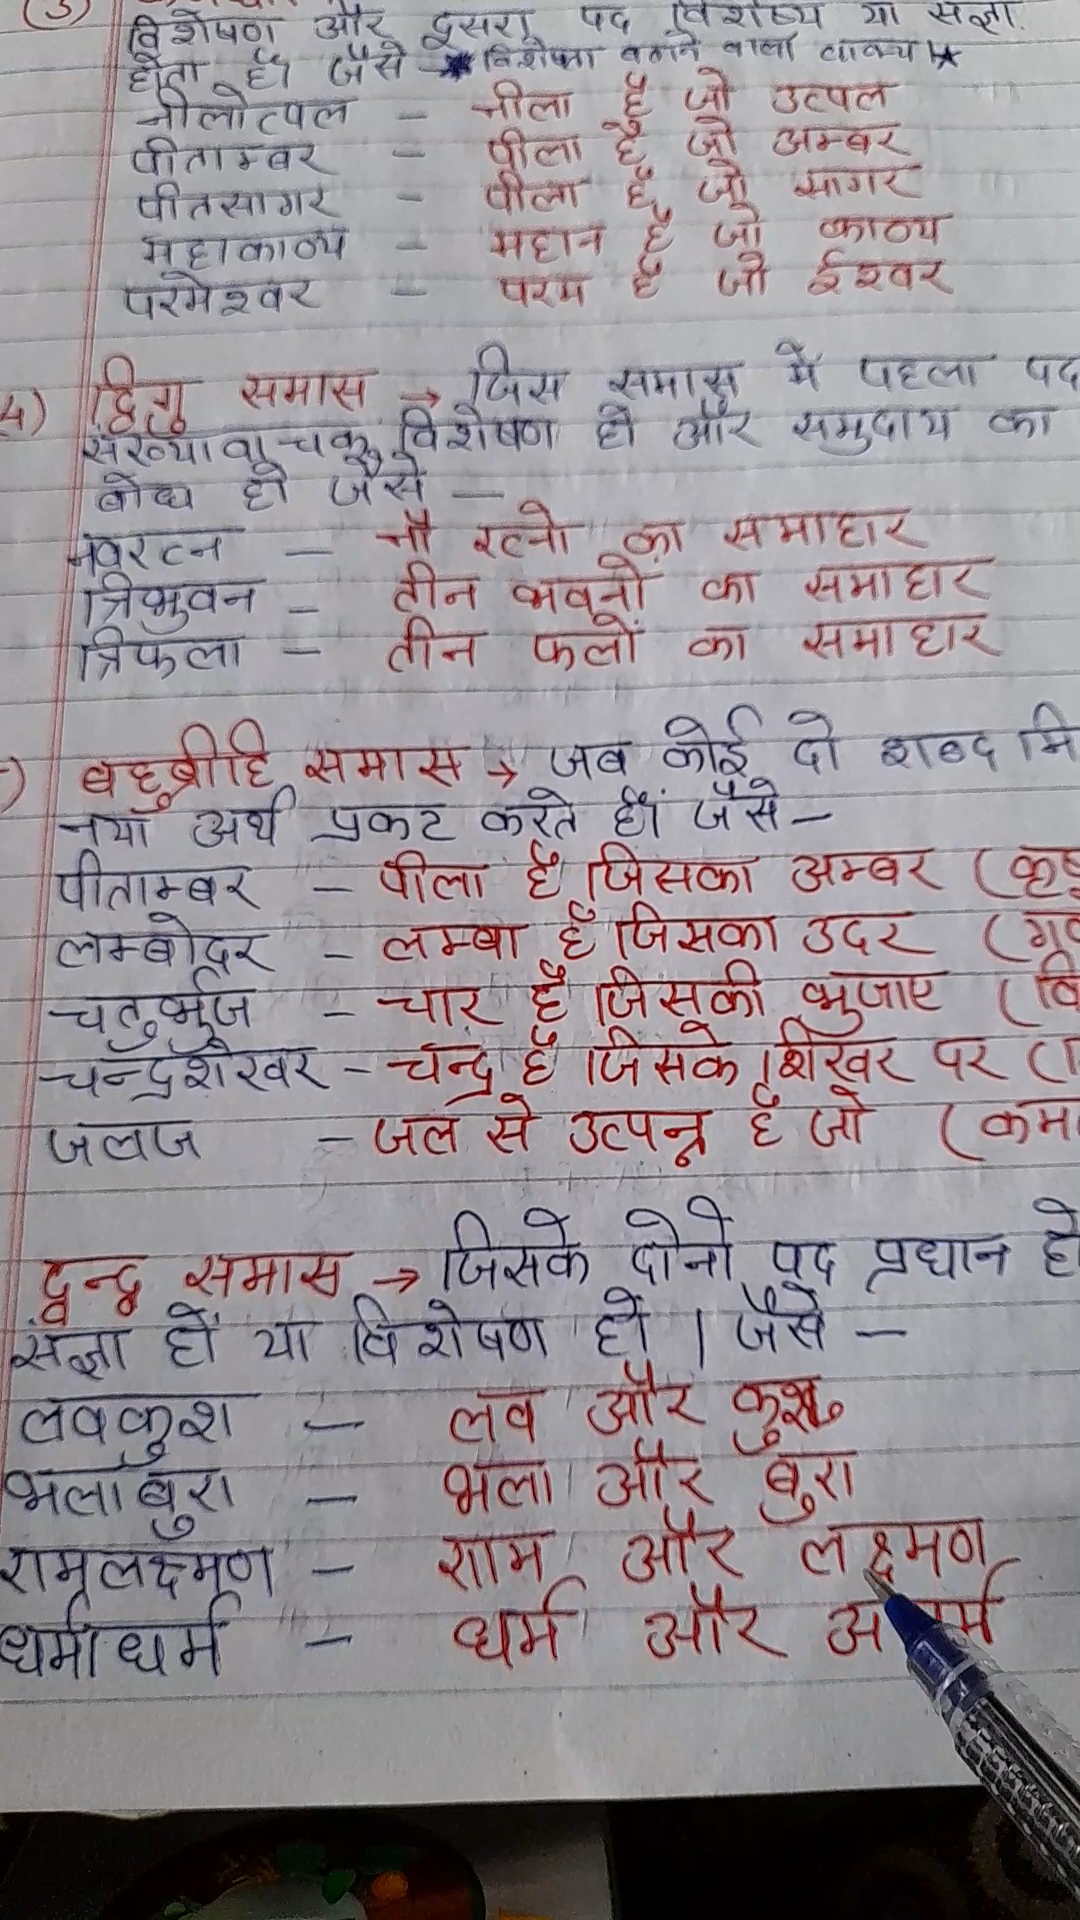 (3)
विशेषण और दूसरा पद विशेष्य या संज्ञा
होता है। जैसे → *विशेषता बताने वाला वाक्य।*
नीलोत्पल - नीला है जो उत्पल
पीताम्बर - पीला है जो अम्बर
पीतसागर - पीला है जो सागर
महाकाव्य - महान है जो काव्य
परमेश्वर - परम है जो ईश्वर
4) द्विगु समास → जिस समास में पहला पद
संख्यावाचक विशेषण हो और समुदाय का
बोध हो जैसे —
नवरत्न - नौ रत्नो का समाहार
त्रिभुवन - तीन भवनों का समाहार
त्रिफला - तीन फलों का समाहार
) बहुब्रीहि समास → जब कोई दो शब्द मि
नया अर्थ प्रकट करते हैं। जैसे –
पीताम्बर - पीला है जिसका अम्बर (कृष्
लम्बोदर - लम्बा है जिसका उदर (ग
चतुर्भुज - चार है जिसकी भुजाए (वि
चन्द्रशेखर - चन्द्र है जिसके शिखर पर (
जलज - जल से उत्पन्न है जो (कम
द्वन्द्व समास → जिसके दोनो पद प्रधान हो
संज्ञा हों या विशेषण हों। जैसे –
लवकुश - लव और कुश
भलाबुरा - भला और बुरा
रामलक्ष्मण - राम और लक्ष्मण
धर्माधर्म - धर्म और